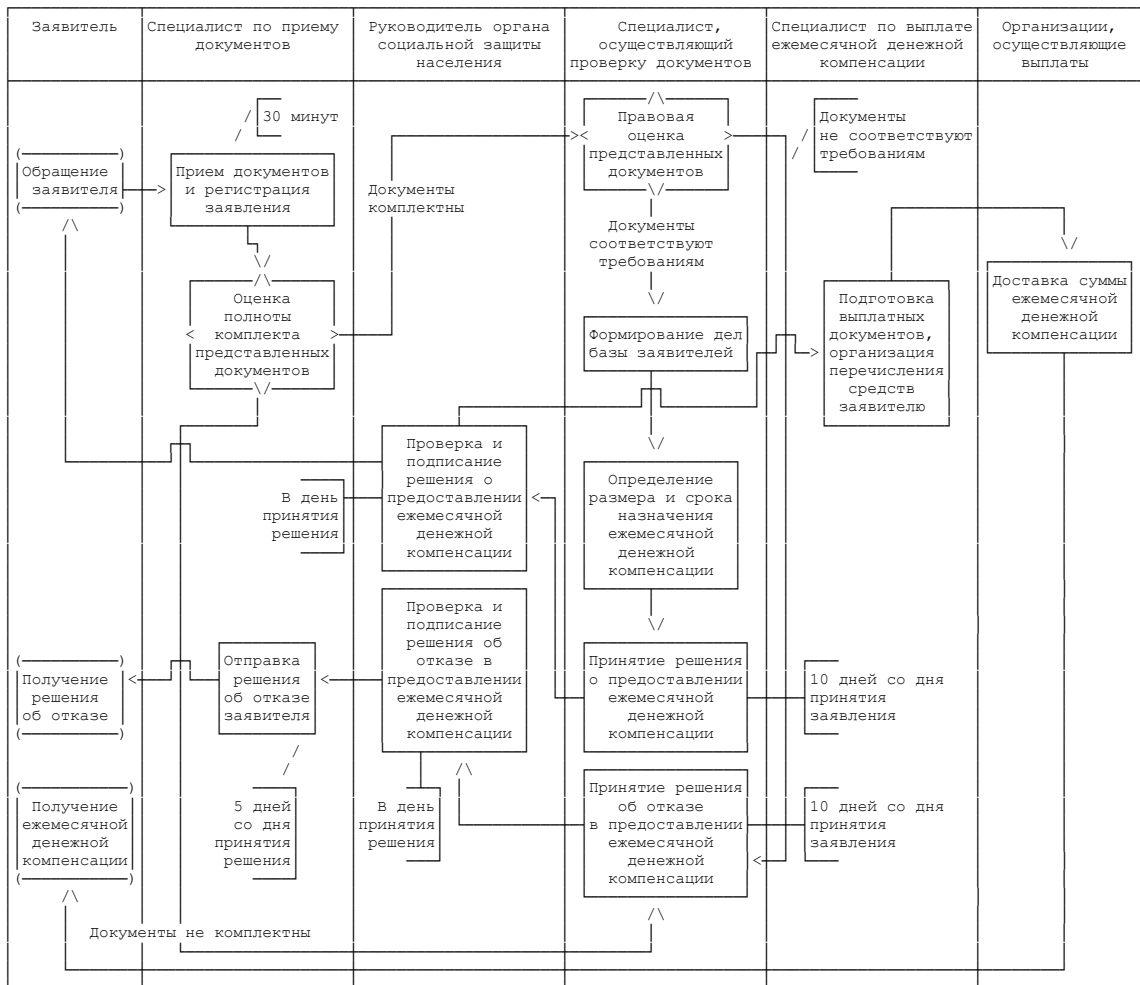 Заявитель
Специалист по приему
документов
Руководитель органа
социальной защиты
населения
Специалист,
осуществляющий
проверку документов
Специалист по выплате
ежемесячной денежной
компенсации
Организации,
осуществляющие
выплаты
30 минут
Правовая
оценка
представленных
документов
Документы
не соответствуют
требованиям
Обращение
заявителя
Прием документов
и регистрация
заявления
Документы
комплектны
Документы
соответствуют
требованиям
Оценка
полноты
комплекта
представленных
документов
Формирование дел
базы заявителей
Подготовка
выплатных
документов,
организация
перечисления
средств
заявителю
Доставка суммы
ежемесячной
денежной
компенсации
Проверка и
подписание
решения о
предоставлении
ежемесячной
денежной
компенсации
В день
принятия
решения
Определение
размера и срока
назначения
ежемесячной
денежной
компенсации
Проверка и
подписание
решения об
отказе в
предоставлении
ежемесячной
денежной
компенсации
Получение
решения
об отказе
Отправка
решения
об отказе
заявителя
Принятие решения
о предоставлении
ежемесячной
денежной
компенсации
10 дней со дня
принятия
заявления
Получение
ежемесячной
денежной
компенсации
5 дней
со дня
принятия
решения
В день
принятия
решения
Принятие решения
об отказе
в предоставлении
ежемесячной
денежной
компенсации
10 дней со дня
принятия
заявления
Документы не комплектны